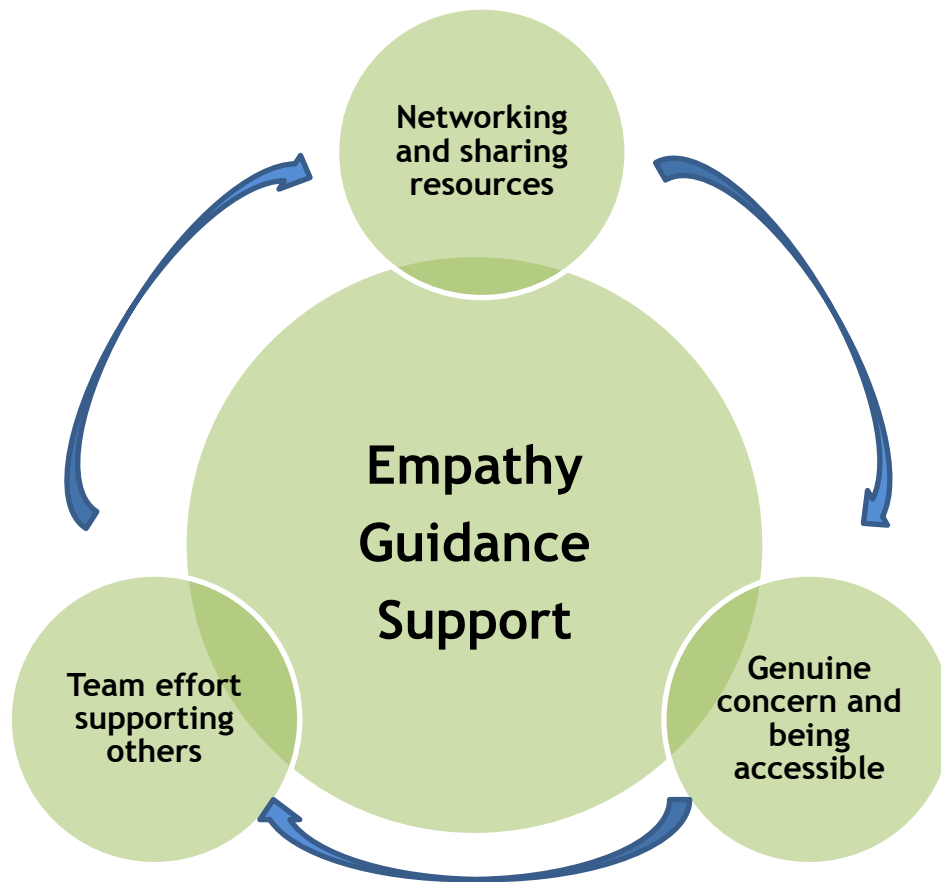 Networking
and sharing
resources
Empathy
Guidance
Support
Team effort
supporting
others
Genuine
concern and
being
accessible